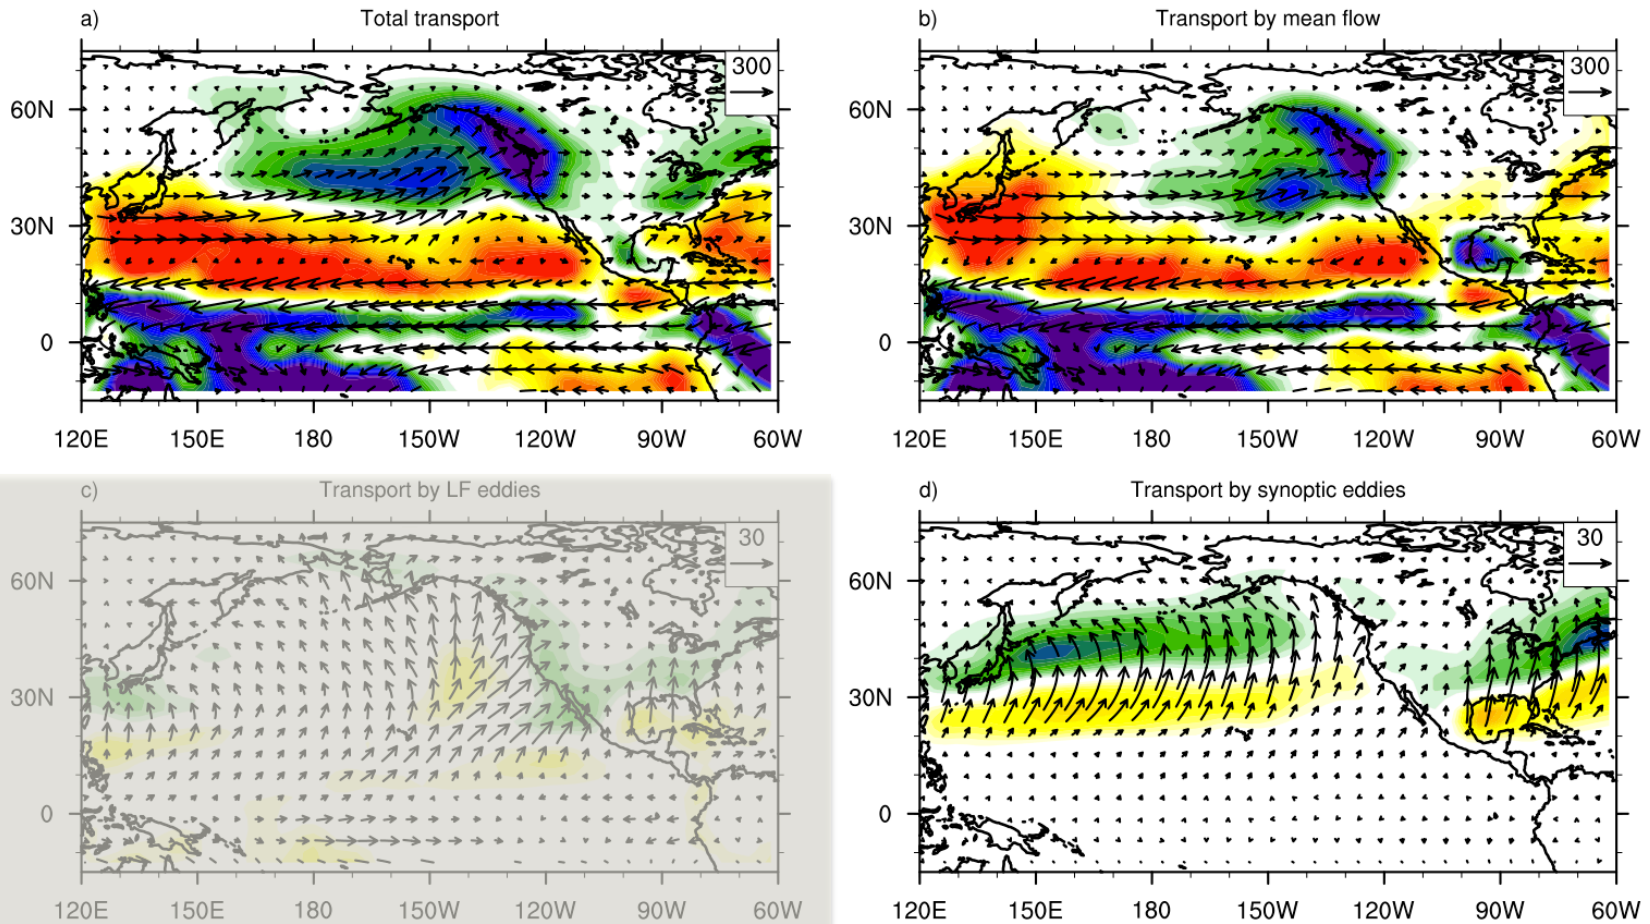 a) Total transport
300
60N
30N
0
120E 150E 180 150W 120W 90W 60W
b) Transport by mean flow
300
60N
30N
0
120E 150E 180 150W 120W 90W 60W
c) Transport by LF eddies
30
60N
30N
0
120E 150E 180 150W 120W 90W 60W
d) Transport by synoptic eddies
30
60N
30N
0
120E 150E 180 150W 120W 90W 60W